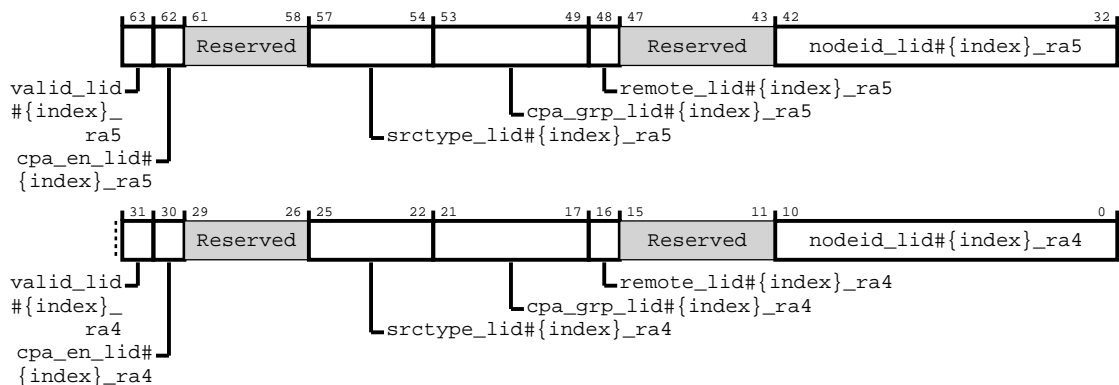 63 62 61 58 57 54 53 49 48 47 43 42 32
Reserved Reserved nodeid_lid#{index}_ra5
valid_lid
#{index}_
ra5
remote_lid#{index}_ra5
cpa_grp_lid#{index}_ra5
srctype_lid#{index}_ra5
cpa_en_lid#
{index}_ra5
31 30 29 26 25 22 21 17 16 15 11 10 0
Reserved Reserved nodeid_lid#{index}_ra4
valid_lid
#{index}_
ra4
remote_lid#{index}_ra4
cpa_grp_lid#{index}_ra4
srctype_lid#{index}_ra4
cpa_en_lid#
{index}_ra4